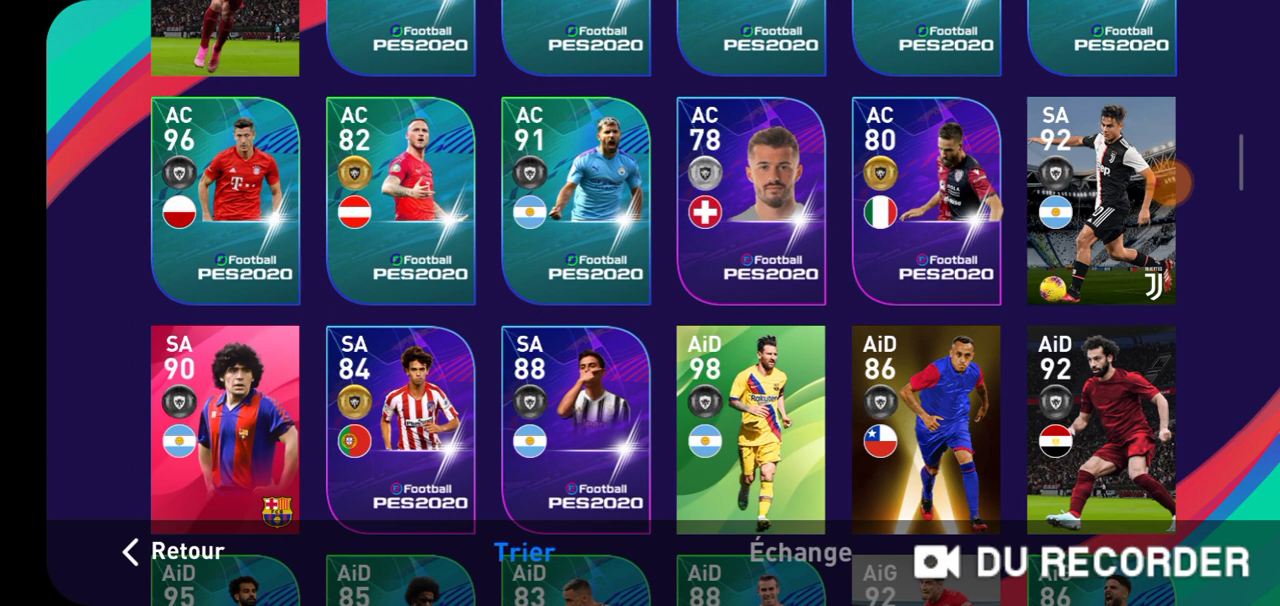 eFootball PES2020
eFootball PES2020
eFootball PES2020
eFootball PES2020
eFootball PES2020
AC 96 eFootball PES2020
AC 82 eFootball PES2020
AC 91 eFootball PES2020
AC 78 eFootball PES2020
AC 80 eFootball PES2020
SA 92
SA 90
SA 84 eFootball PES2020
SA 88 eFootball PES2020
AiD 98
AiD 86
AiD 92
Retour
Trier
Échange
DU RECORDER
AiD 95
AiD 85
AiD 83
AiD 88
AiG 92
86